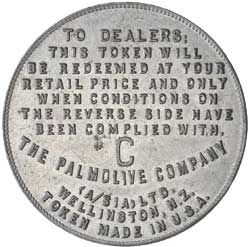 TO DEALERS;
THIS TOKEN WILL
BE REDEEMED AT YOUR
RETAIL PRICE AND ONLY
WHEN CONDITIONS ON
THE REVERSE SIDE HAVE
BEEN COMPLIED WITH.
C
THE PALMOLIVE COMPANY
(A/SIA) LTD.
WELLINGTON, N.Z.
TOKEN MADE IN U.S.A.